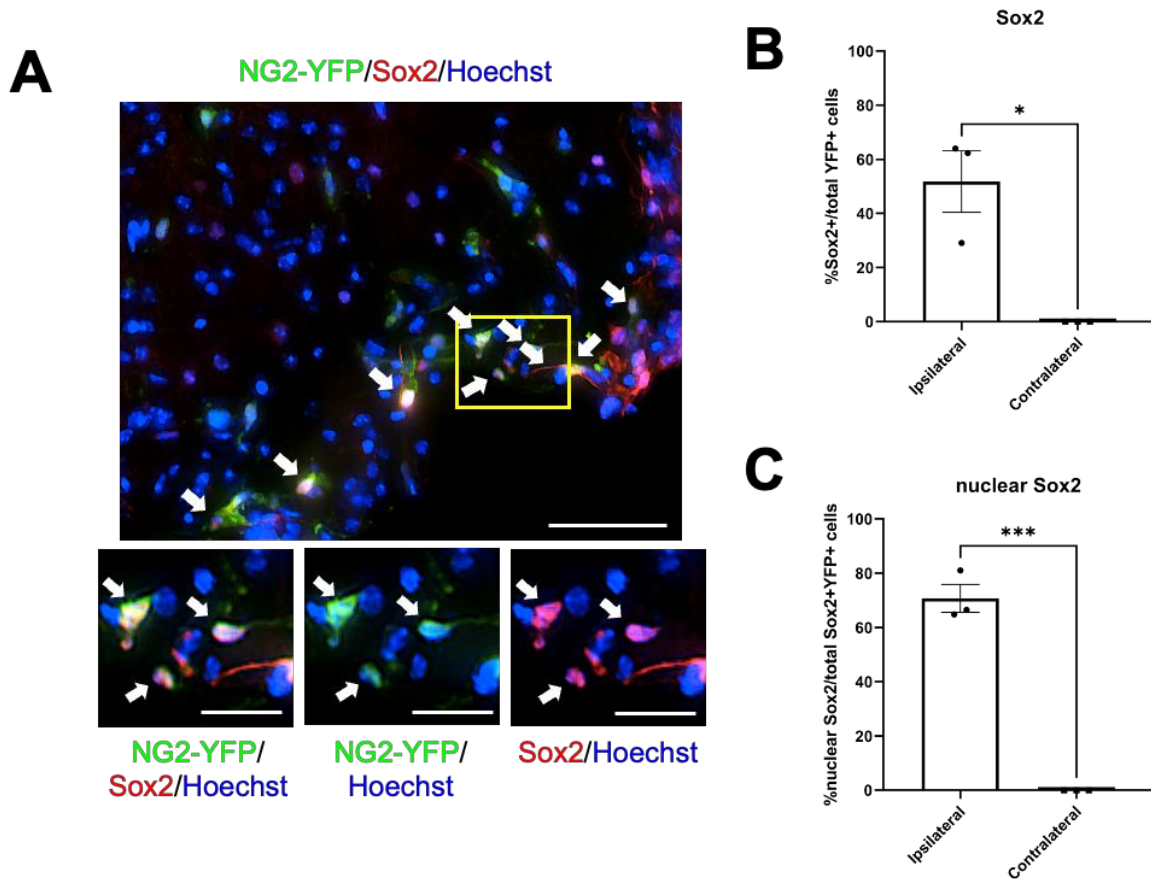 A
NG2-YFP/Sox2/Hoechst
NG2-YFP/
Sox2/Hoechst
NG2-YFP/
Hoechst
Sox2/Hoechst
B
Sox2
%Sox2+/total YFP+ cells
100
80
60
40
20
0
*
Ipsilateral
Contralateral
C
nuclear Sox2
%nuclear Sox2/total Sox2+YFP+ cells
100
80
60
40
20
0
***
Ipsilateral
Contralateral